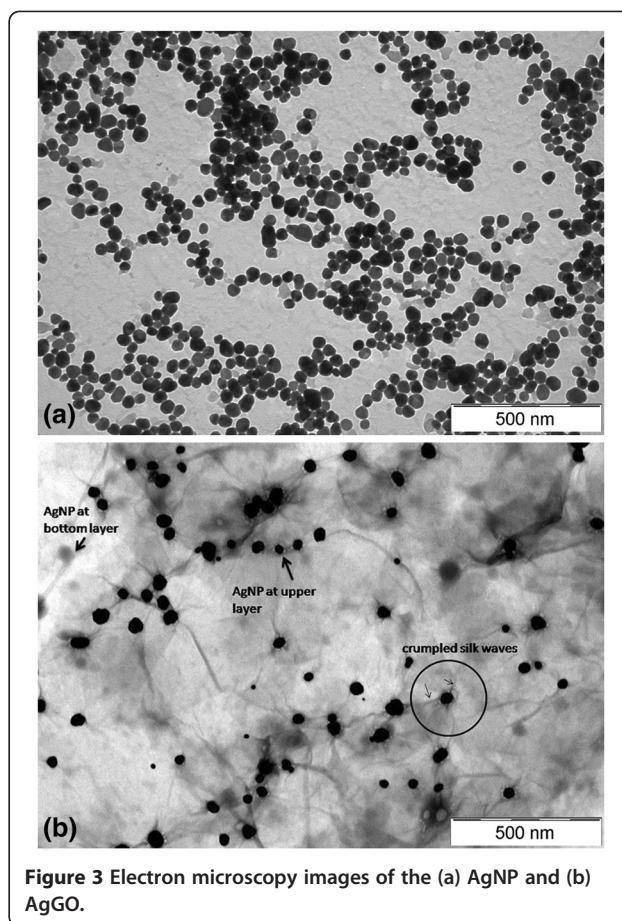 (a)
500 nm
AgNP at
bottom layer
AgNP at upper
layer
crumpled silk waves
(b)
500 nm
Figure 3 Electron microscopy images of the (a) AgNP and (b)
AgGO.